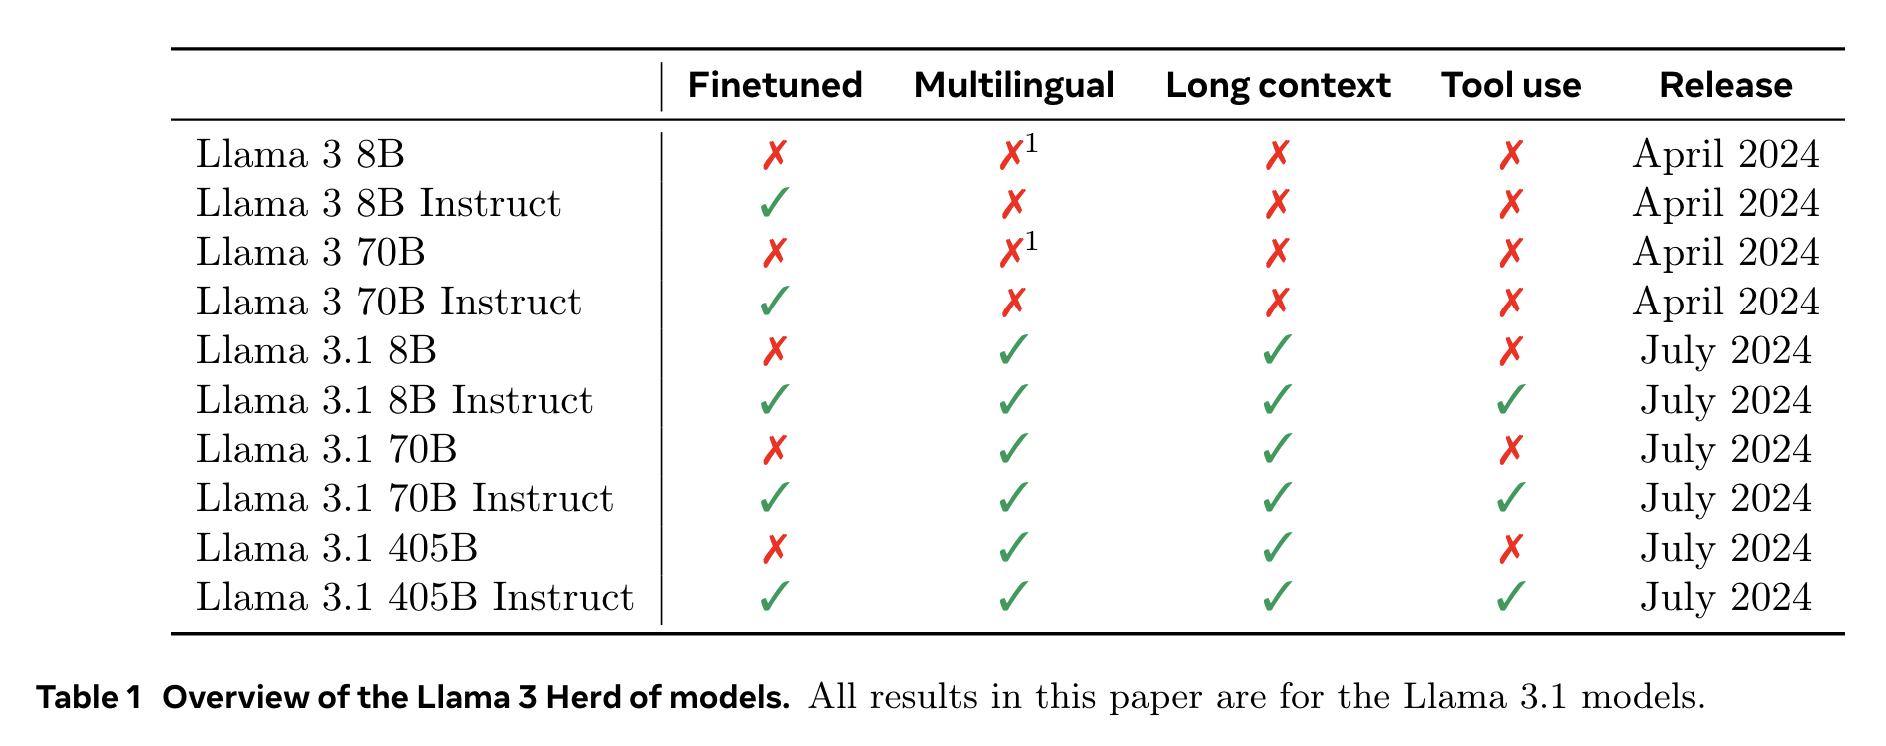 Finetuned Multilingual Long context Tool use Release
Llama 3 8B ✗ ✗¹ ✗ ✗ April 2024
Llama 3 8B Instruct ✓ ✗ ✗ ✗ April 2024
Llama 3 70B ✗ ✗¹ ✗ ✗ April 2024
Llama 3 70B Instruct ✓ ✗ ✗ ✗ April 2024
Llama 3.1 8B ✗ ✓ ✓ ✗ July 2024
Llama 3.1 8B Instruct ✓ ✓ ✓ ✓ July 2024
Llama 3.1 70B ✗ ✓ ✓ ✗ July 2024
Llama 3.1 70B Instruct ✓ ✓ ✓ ✓ July 2024
Llama 3.1 405B ✗ ✓ ✓ ✗ July 2024
Llama 3.1 405B Instruct ✓ ✓ ✓ ✓ July 2024
Table 1 Overview of the Llama 3 Herd of models. All results in this paper are for the Llama 3.1 models.